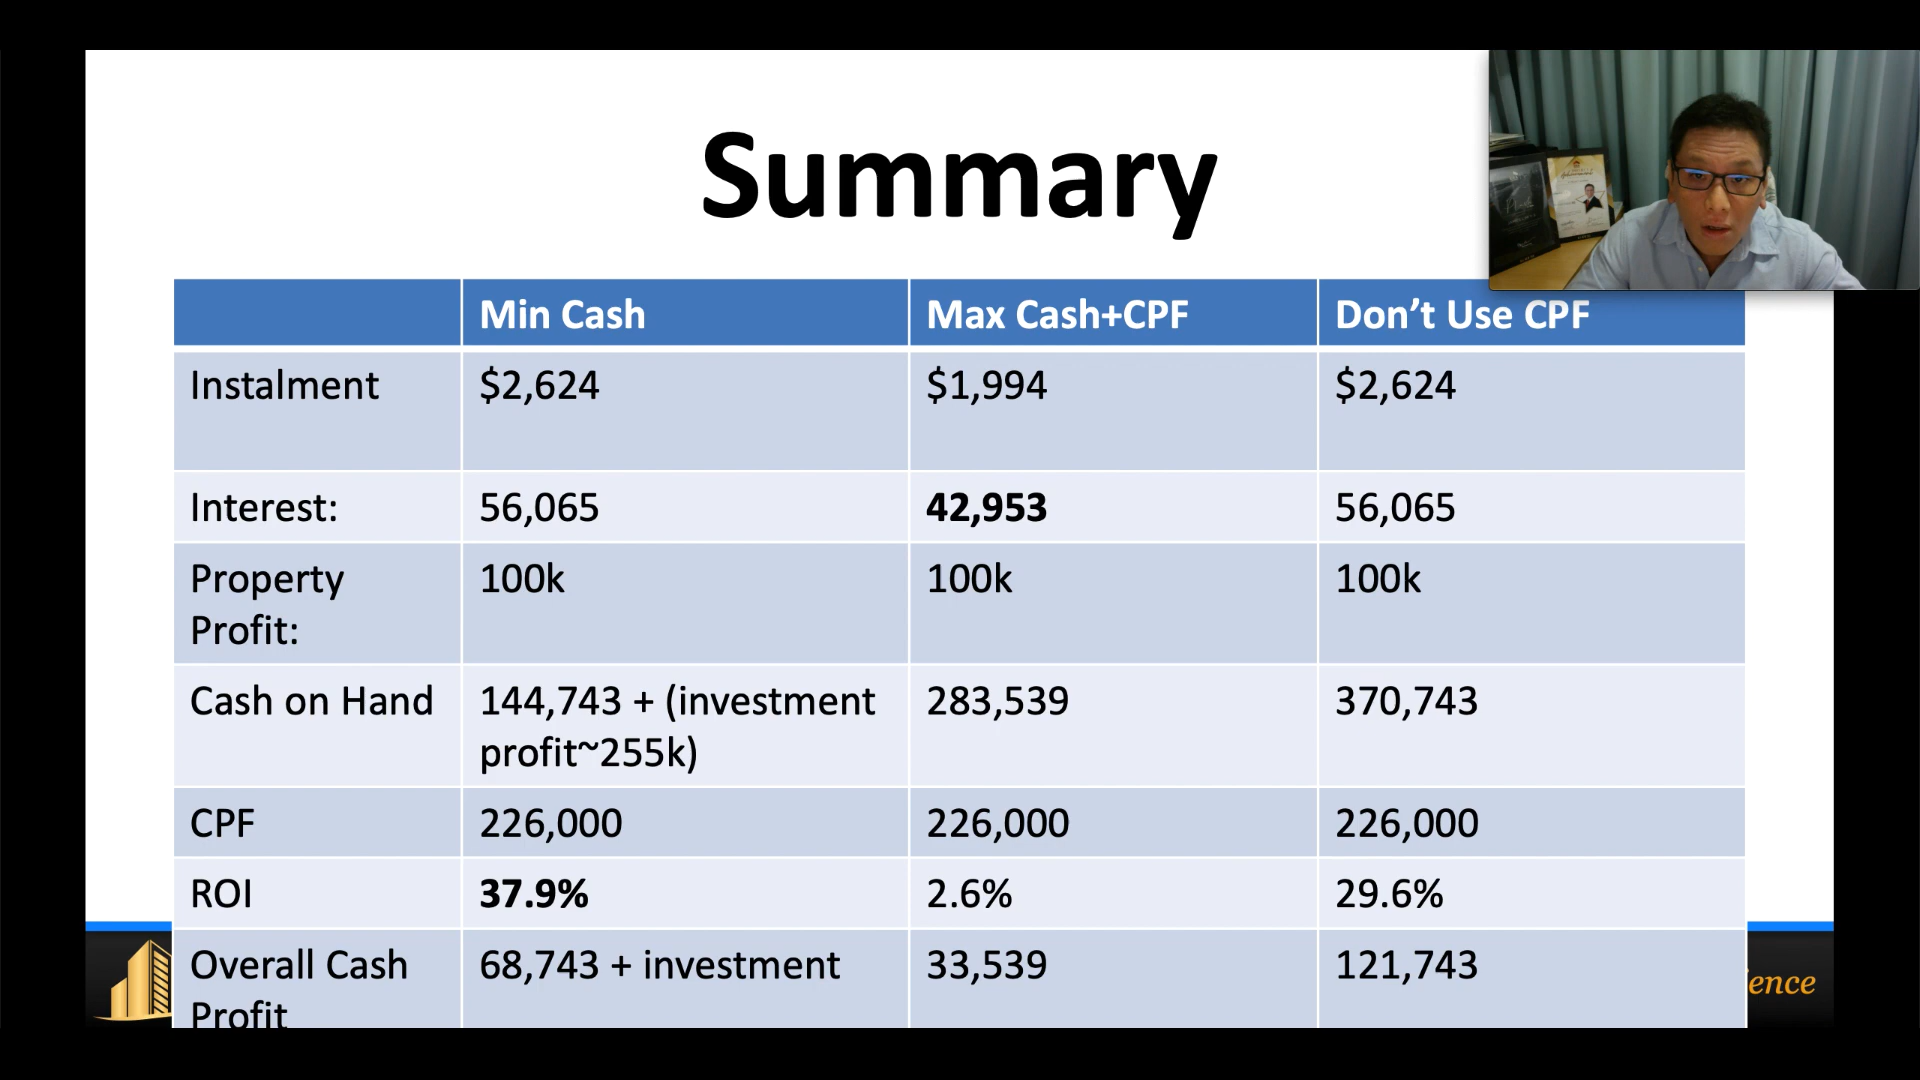 Summary
Min Cash
Max Cash+CPF
Don't Use CPF
Instalment
$2,624
$1,994
$2,624
Interest:
56,065
42,953
56,065
Property
Profit:
100k
100k
100k
Cash on Hand
144,743 + (investment
profit~255k)
283,539
370,743
CPF
226,000
226,000
226,000
ROI
37.9%
2.6%
29.6%
Overall Cash
Profit
68,743 + investment
33,539
121,743
ence